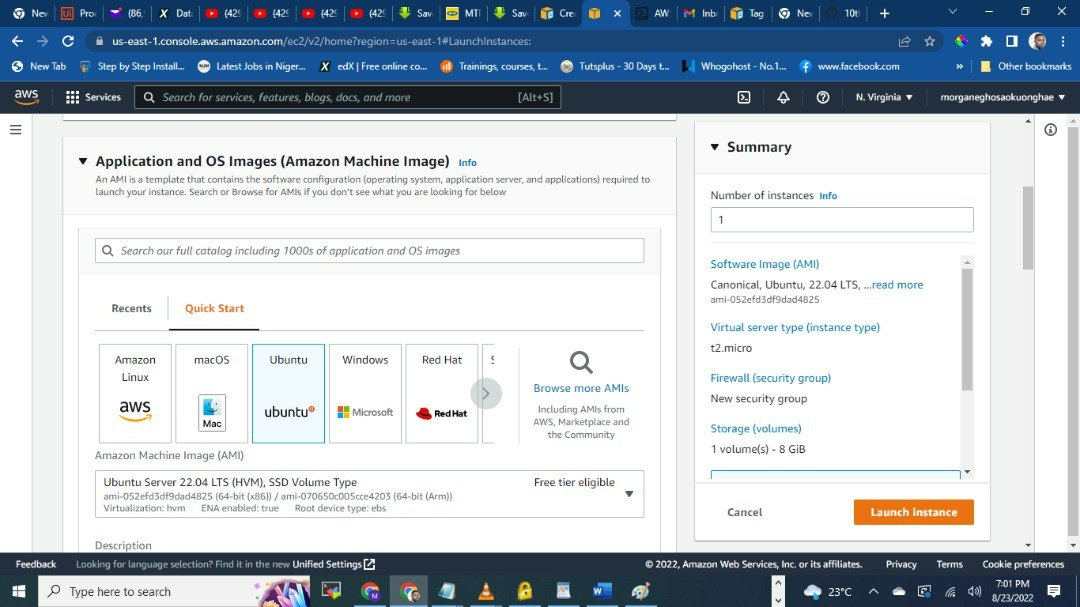 Nev
Pro
(86,
Data
(429
(429
(429
(429
Sav
MT
Sav
Cre
AW
Inb
Tag
Nev
10th
us-east-1.console.aws.amazon.com/ec2/v2/home?region=us-east-1#LaunchInstances:
New Tab
Step by Step Install...
Latest Jobs in Niger...
edX | Free online co...
Trainings, courses, t...
Tutsplus - 30 Days t...
Whogohost - No.1...
www.facebook.com
»
Other bookmarks
aws
Services
Search for services, features, blogs, docs, and more
[Alt+S]
N. Virginia ▼
morganeghosaokuonghae ▼
▼ Application and OS Images (Amazon Machine Image) Info
An AMI is a template that contains the software configuration (operating system, application server, and applications) required to
launch your instance. Search or Browse for AMIs if you don't see what you are looking for below
Search our full catalog including 1000s of application and OS images
Recents
Quick Start
Amazon
Linux
aws
macOS
Mac
Ubuntu
ubuntu
Windows
Microsoft
Red Hat
Red Hat
S
Browse more AMIs
Including AMIs from
AWS, Marketplace and
the Community
Amazon Machine Image (AMI)
Ubuntu Server 22.04 LTS (HVM), SSD Volume Type
Free tier eligible
ami-052efd3df9dad4825 (64-bit (x86)) / ami-070650c005cce4203 (64-bit (Arm))
Virtualization: hvm ENA enabled: true Root device type: ebs
Description
▼ Summary
Number of instances Info
1
Software Image (AMI)
Canonical, Ubuntu, 22.04 LTS, ...read more
ami-052efd3df9dad4825
Virtual server type (instance type)
t2.micro
Firewall (security group)
New security group
Storage (volumes)
1 volume(s) - 8 GiB
Cancel
Launch instance
Feedback
Looking for language selection? Find it in the new Unified Settings
© 2022, Amazon Web Services, Inc. or its affiliates.
Privacy
Terms
Cookie preferences
Type here to search
23°C
7:01 PM
8/23/2022